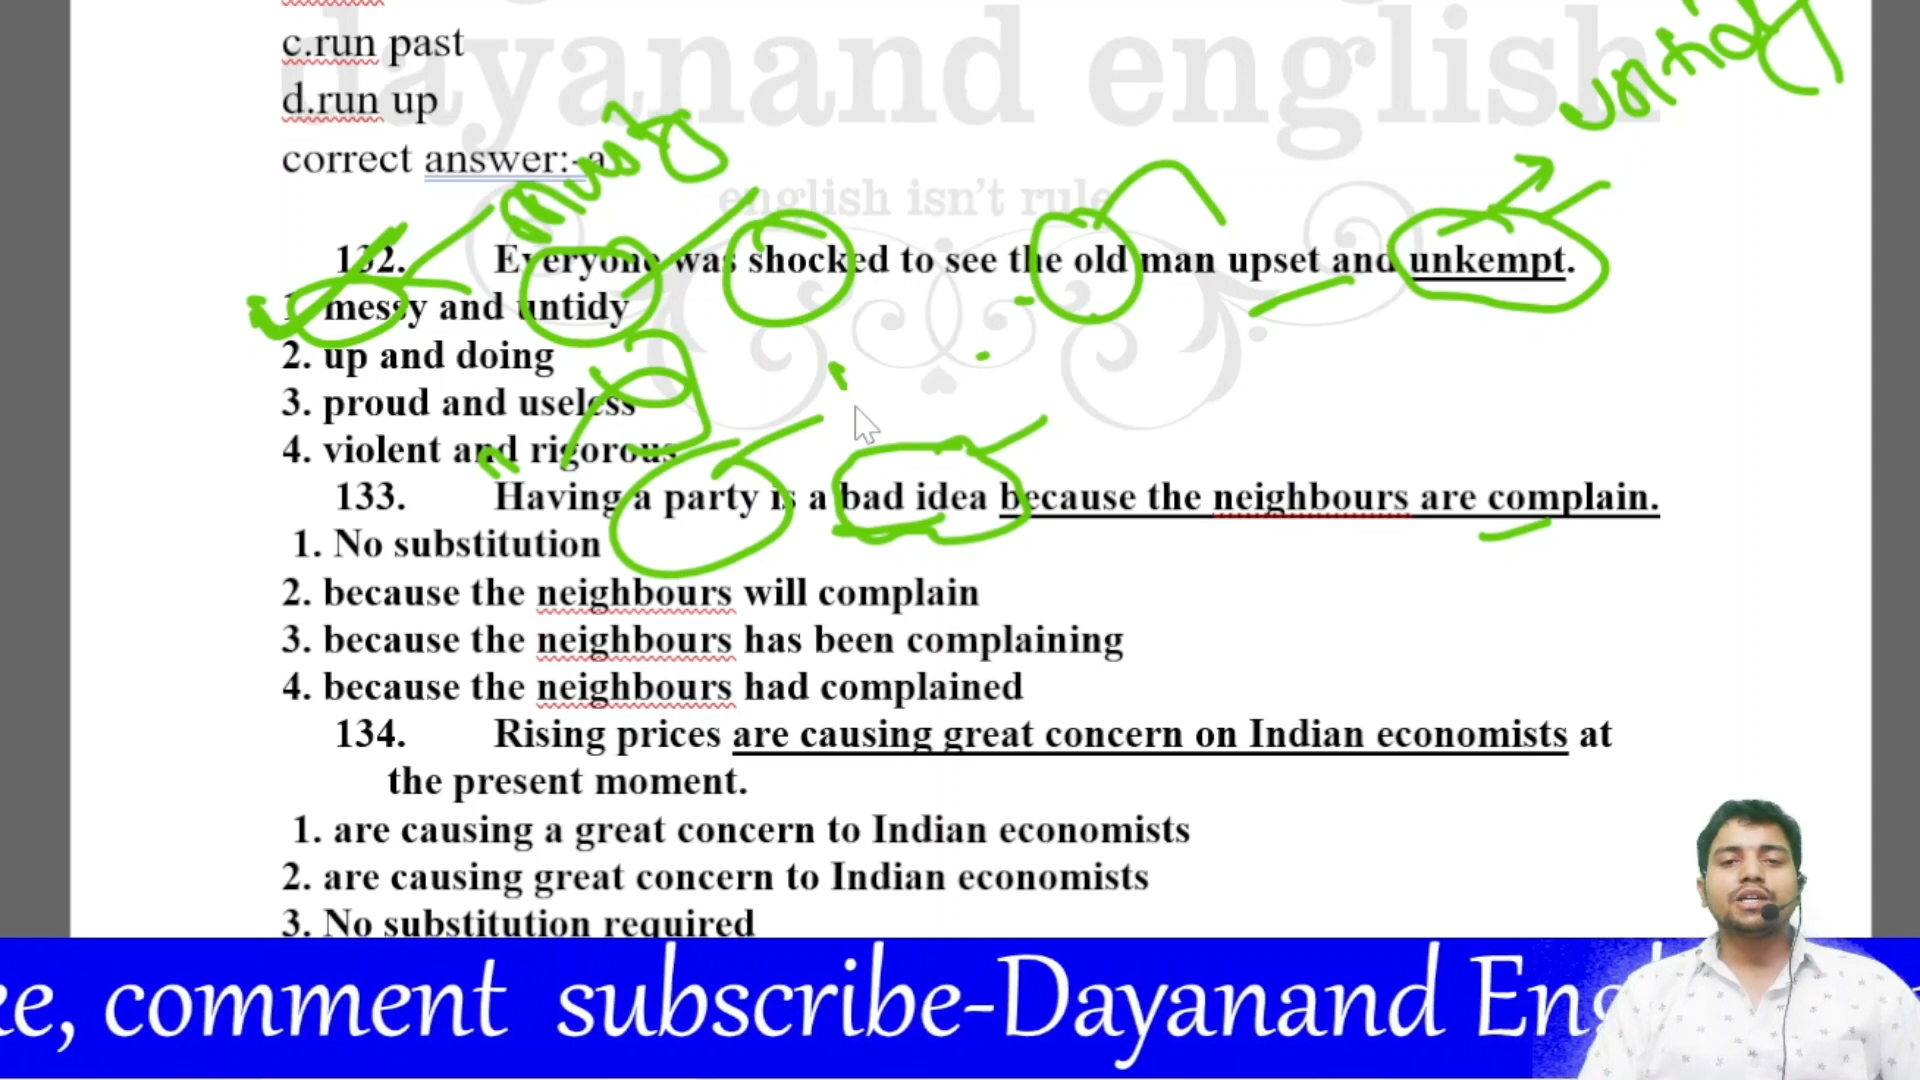 c.run past
d.run up
correct answer:-a
dayanand english
english isn't rule
untidy
132. Everyone was shocked to see the old man upset and unkempt.
1. messy and untidy
2. up and doing
3. proud and useless
4. violent and rigorous
133. Having a party is a bad idea because the neighbours are complain.
1. No substitution
2. because the neighbours will complain
3. because the neighbours has been complaining
4. because the neighbours had complained
134. Rising prices are causing great concern on Indian economists at
the present moment.
1. are causing a great concern to Indian economists
2. are causing great concern to Indian economists
3. No substitution required
ke, comment subscribe-Dayanand Eng